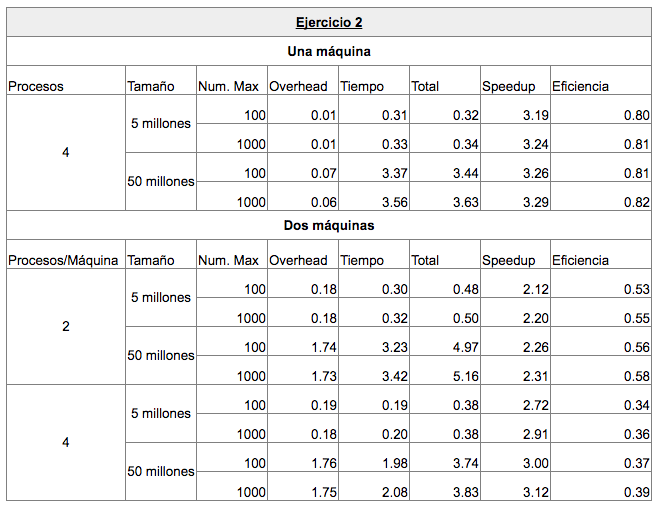 Ejercicio 2
Una máquina
Procesos Tamaño Num. Max Overhead Tiempo Total Speedup Eficiencia
4 5 millones 100 0.01 0.31 0.32 3.19 0.80
1000 0.01 0.33 0.34 3.24 0.81
50 millones 100 0.07 3.37 3.44 3.26 0.81
1000 0.06 3.56 3.63 3.29 0.82
Dos máquinas
Procesos/Máquina Tamaño Num. Max Overhead Tiempo Total Speedup Eficiencia
2 5 millones 100 0.18 0.30 0.48 2.12 0.53
1000 0.18 0.32 0.50 2.20 0.55
50 millones 100 1.74 3.23 4.97 2.26 0.56
1000 1.73 3.42 5.16 2.31 0.58
4 5 millones 100 0.19 0.19 0.38 2.72 0.34
1000 0.18 0.20 0.38 2.91 0.36
50 millones 100 1.76 1.98 3.74 3.00 0.37
1000 1.75 2.08 3.83 3.12 0.39